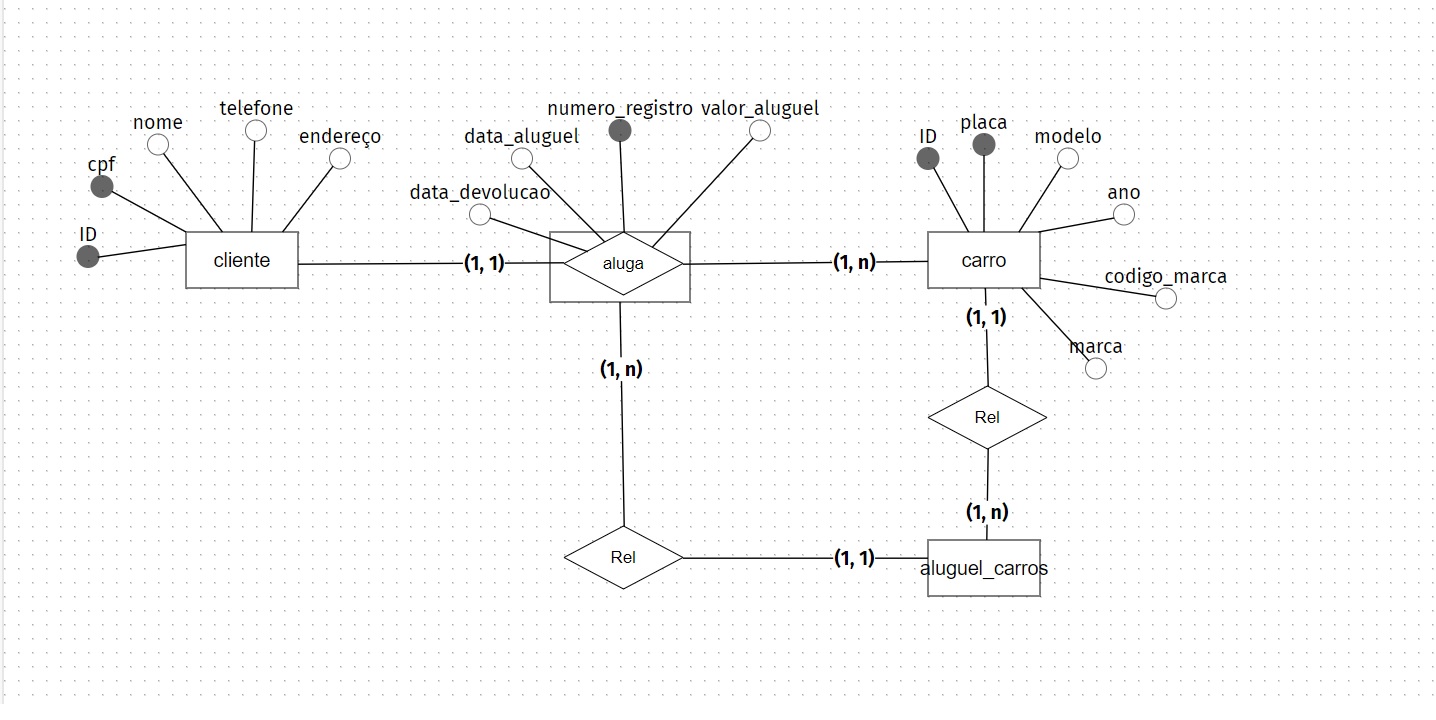 telefone
numero_registro
valor_aluguel
nome
endereço
data_aluguel
ID
placa
modelo
cpf
data_devolucao
ano
ID
cliente
(1, 1)
aluga
(1, n)
carro
codigo_marca
(1, 1)
marca
(1, n)
Rel
(1, n)
Rel
(1, 1)
aluguel_carros